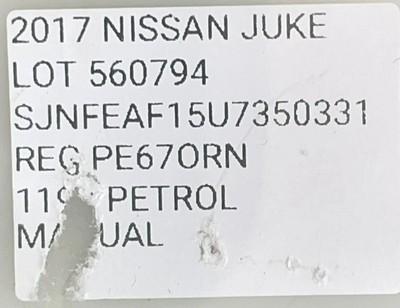 2017 NISSAN JUKE
LOT 560794
SJNFEAF15U7350331
REG PE67ORN
PETROL